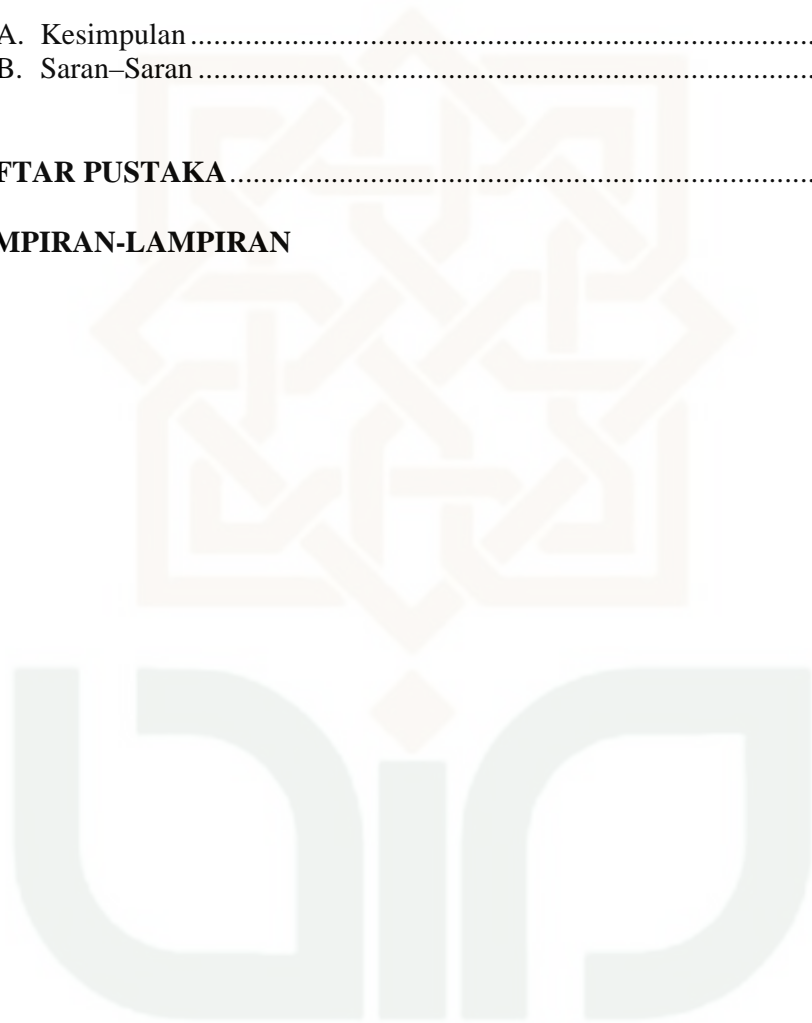 A. Kesimpulan ................................................................................
B. Saran–Saran ...............................................................................
FTAR PUSTAKA ...........................................................................
MPIRAN-LAMPIRAN